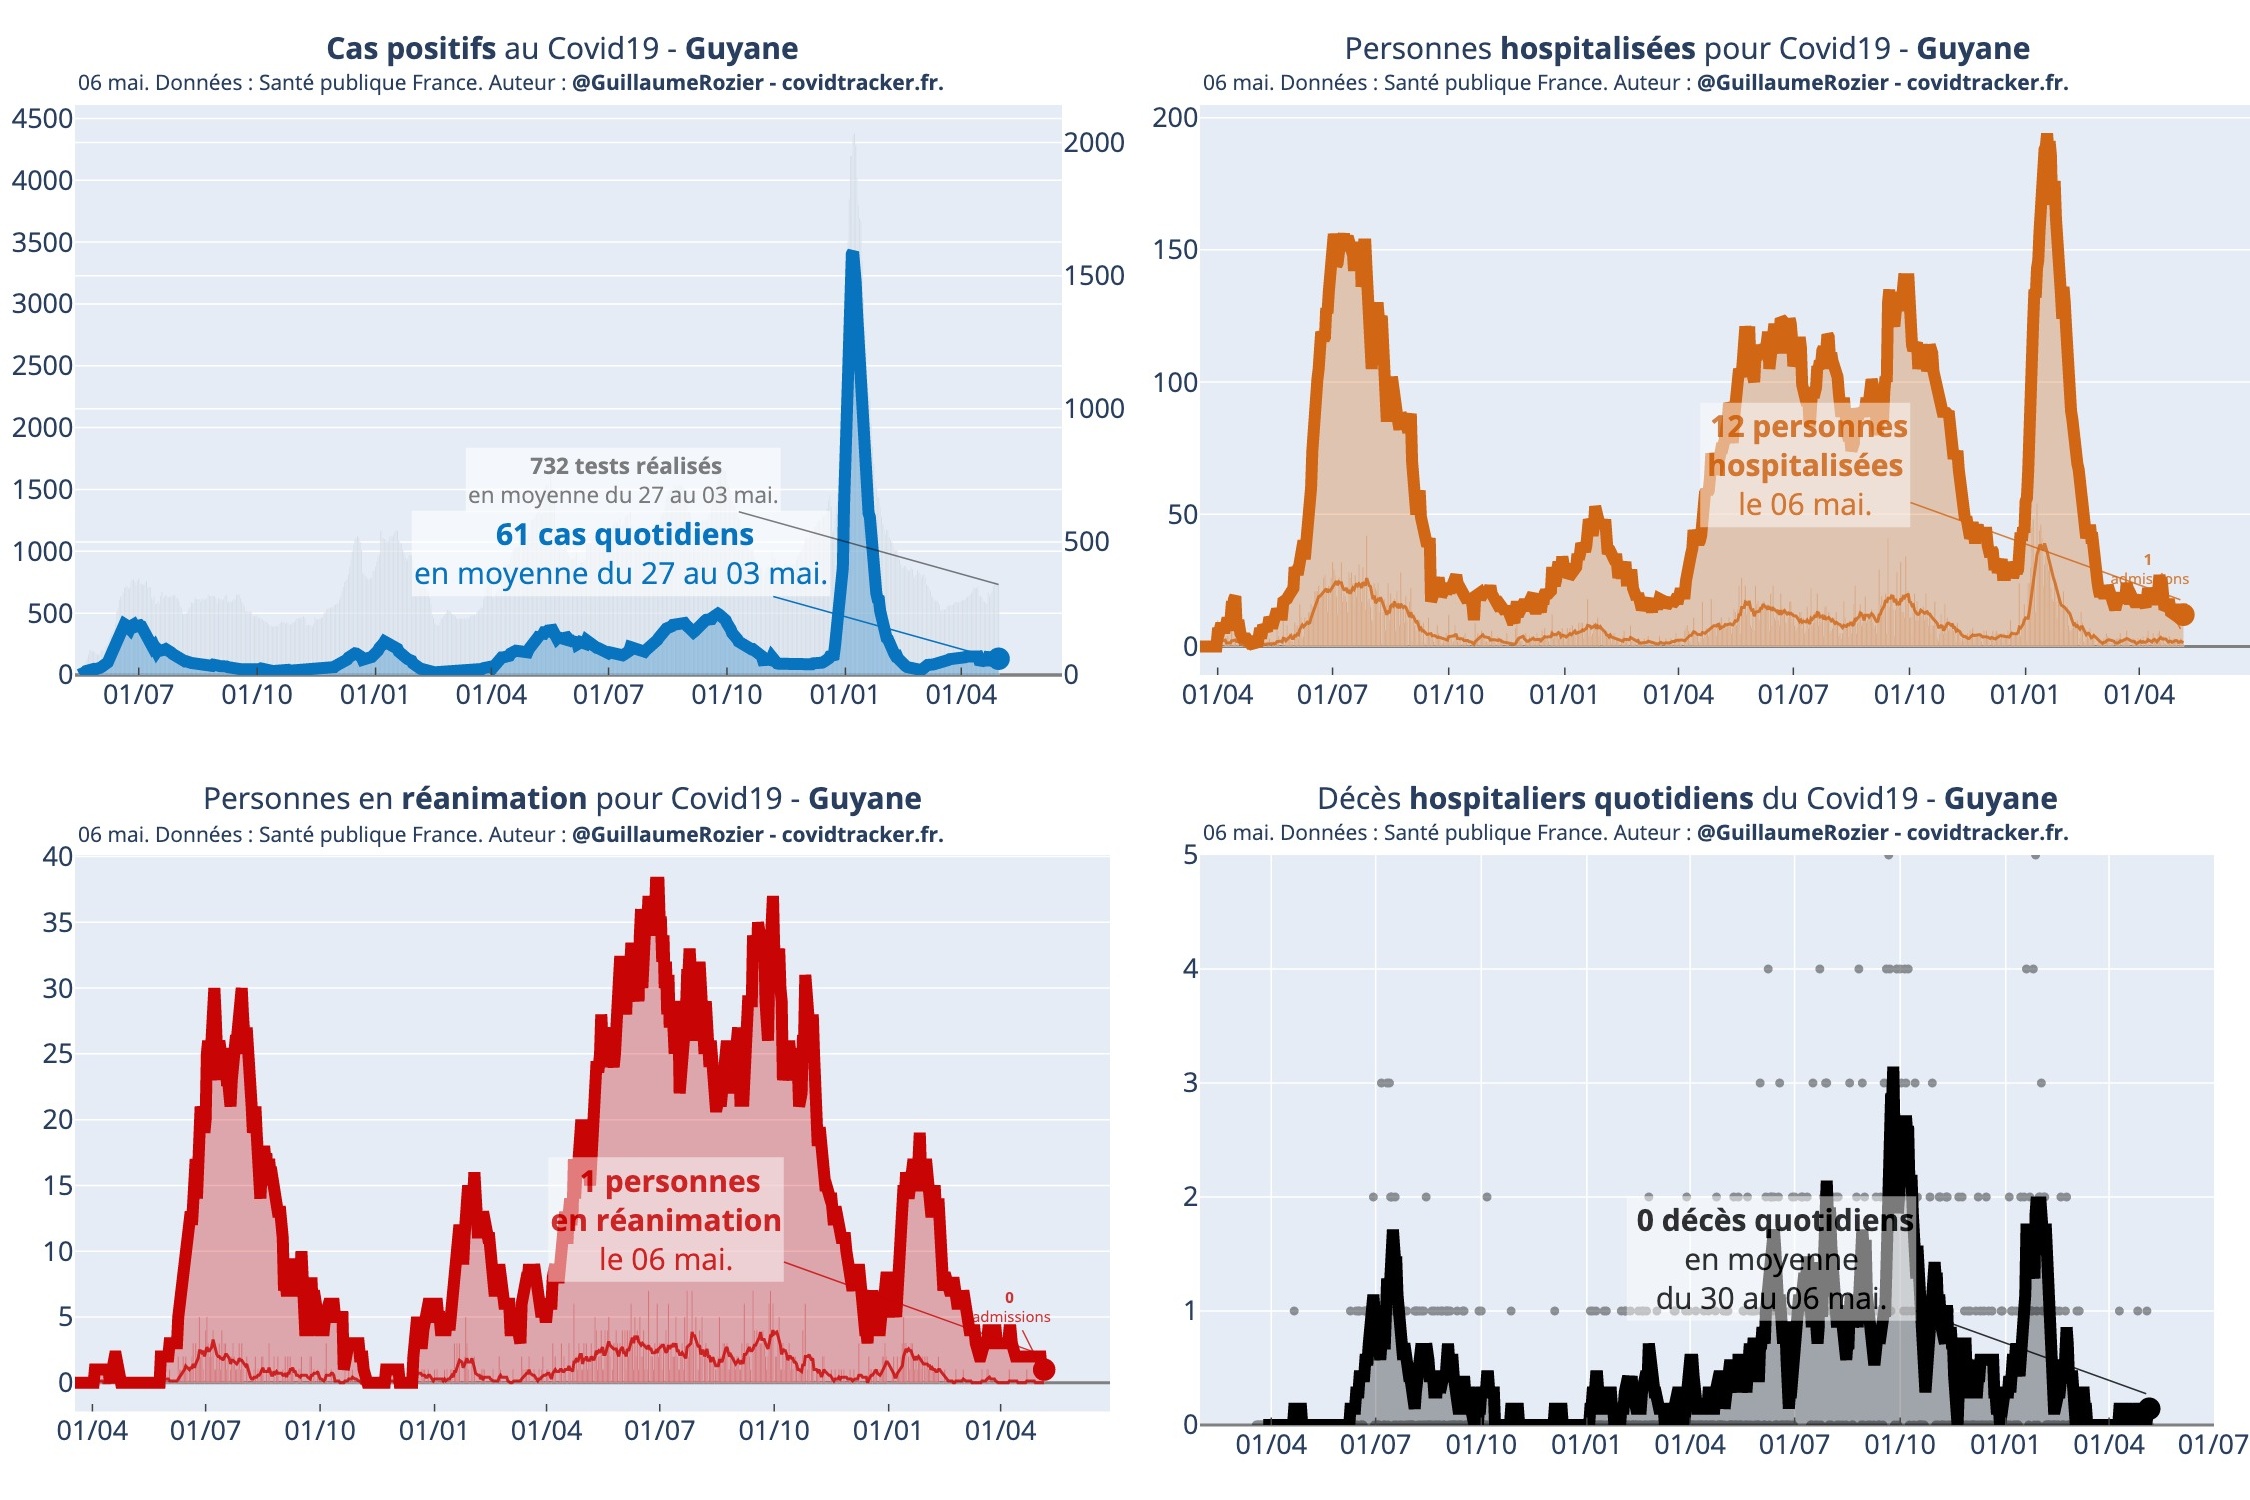 Cas positifs au Covid19 - Guyane
06 mai. Données : Santé publique France. Auteur : @GuillaumeRozier - covidtracker.fr.
4500
4000
3500
3000
2500
2000
1500
1000
500
0
2000
1500
1000
500
0
732 tests réalisés
en moyenne du 27 au 03 mai.
61 cas quotidiens
en moyenne du 27 au 03 mai.
01/07 01/10 01/01 01/04 01/07 01/10 01/01 01/04
Personnes hospitalisées pour Covid19 - Guyane
06 mai. Données : Santé publique France. Auteur : @GuillaumeRozier - covidtracker.fr.
200
150
100
50
0
12 personnes
hospitalisées
le 06 mai.
1
admissions
01/04 01/07 01/10 01/01 01/04 01/07 01/10 01/01 01/04
Personnes en réanimation pour Covid19 - Guyane
06 mai. Données : Santé publique France. Auteur : @GuillaumeRozier - covidtracker.fr.
40
35
30
25
20
15
10
5
0
1 personnes
en réanimation
le 06 mai.
0
admissions
01/04 01/07 01/10 01/01 01/04 01/07 01/10 01/01 01/04
Décès hospitaliers quotidiens du Covid19 - Guyane
06 mai. Données : Santé publique France. Auteur : @GuillaumeRozier - covidtracker.fr.
5
4
3
2
1
0
0 décès quotidiens
en moyenne
du 30 au 06 mai.
01/04 01/07 01/10 01/01 01/04 01/07 01/10 01/01 01/04 01/07